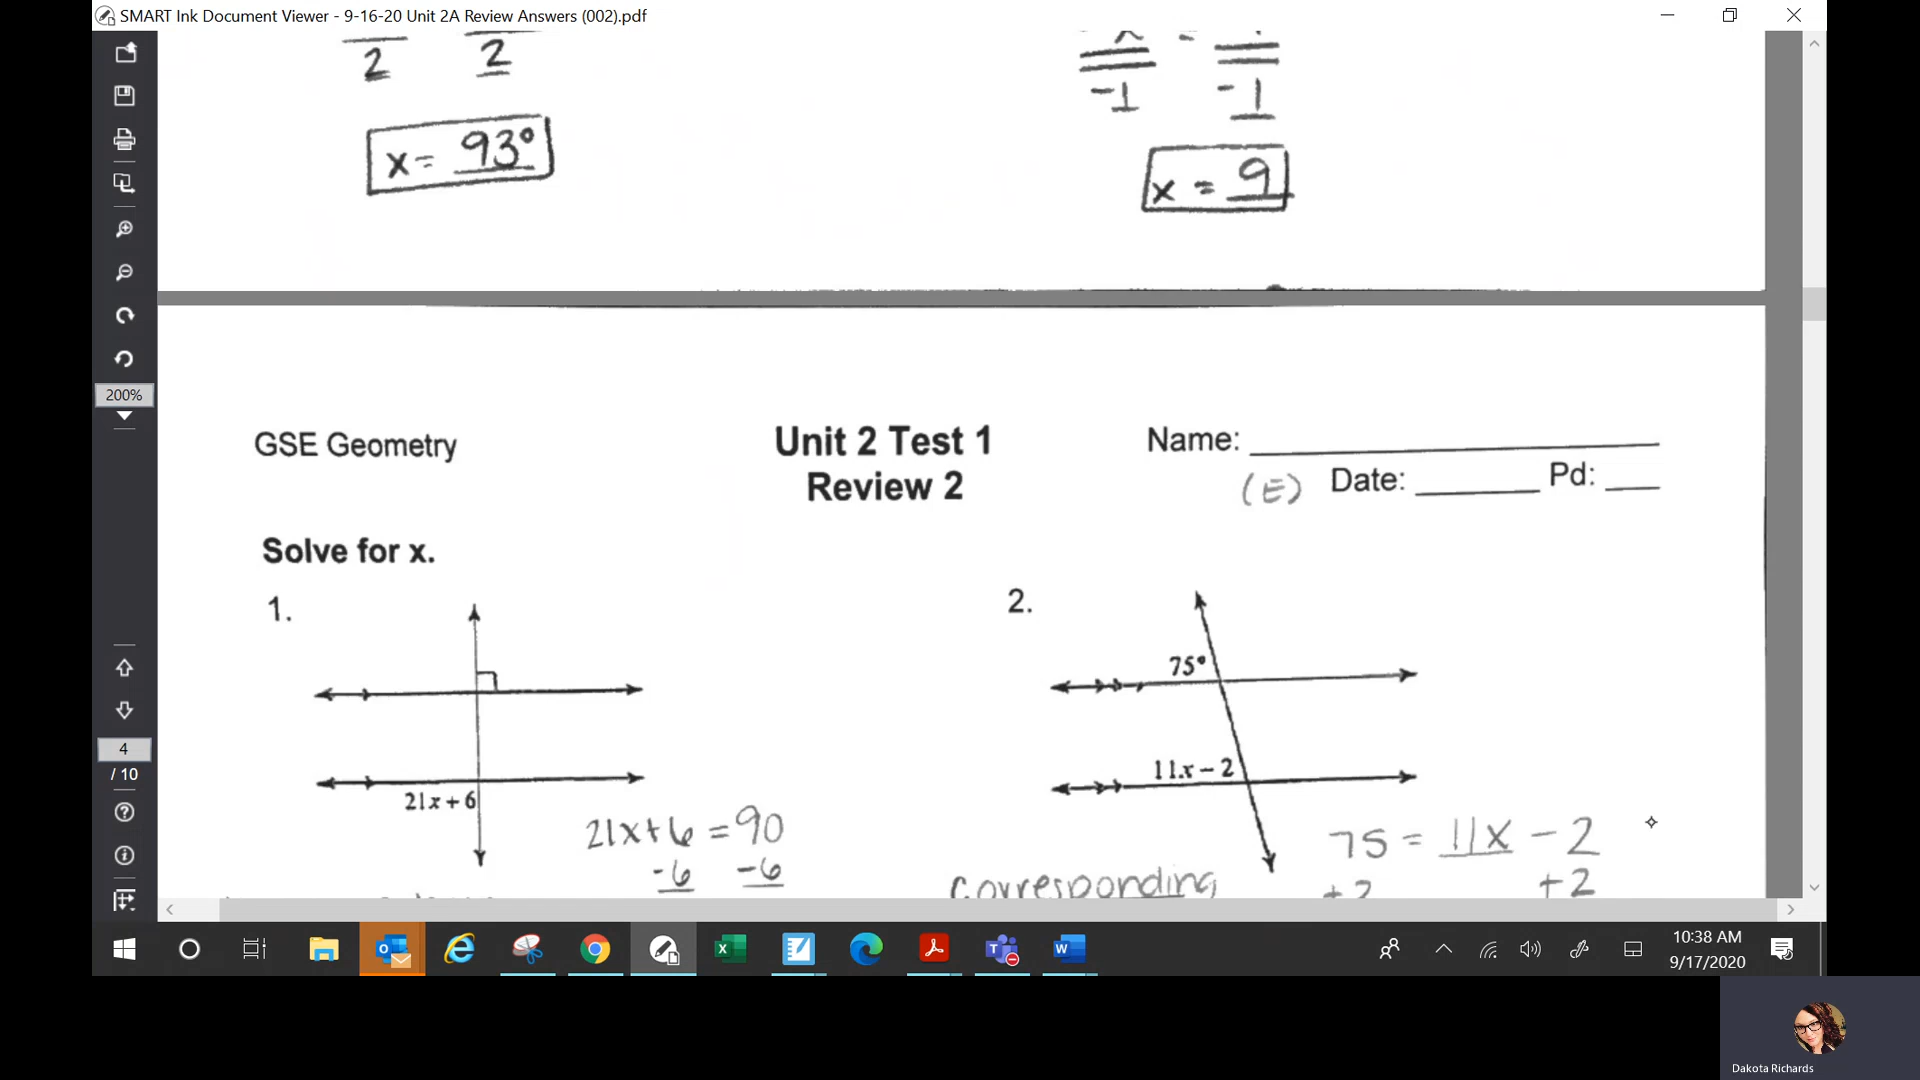 SMART Ink Document Viewer - 9-16-20 Unit 2A Review Answers (002).pdf
2 2
-1 -1
x = 93°
x = 9
200%
GSE Geometry
Unit 2 Test 1
Review 2
Name:
(E) Date: Pd:
Solve for x.
1.
21x + 6
21x+6 = 90
-6 -6
2.
75°
11x – 2
75 = 11x – 2
+2 +2
Corresponding
4
/ 10
10:38 AM
9/17/2020
Dakota Richards